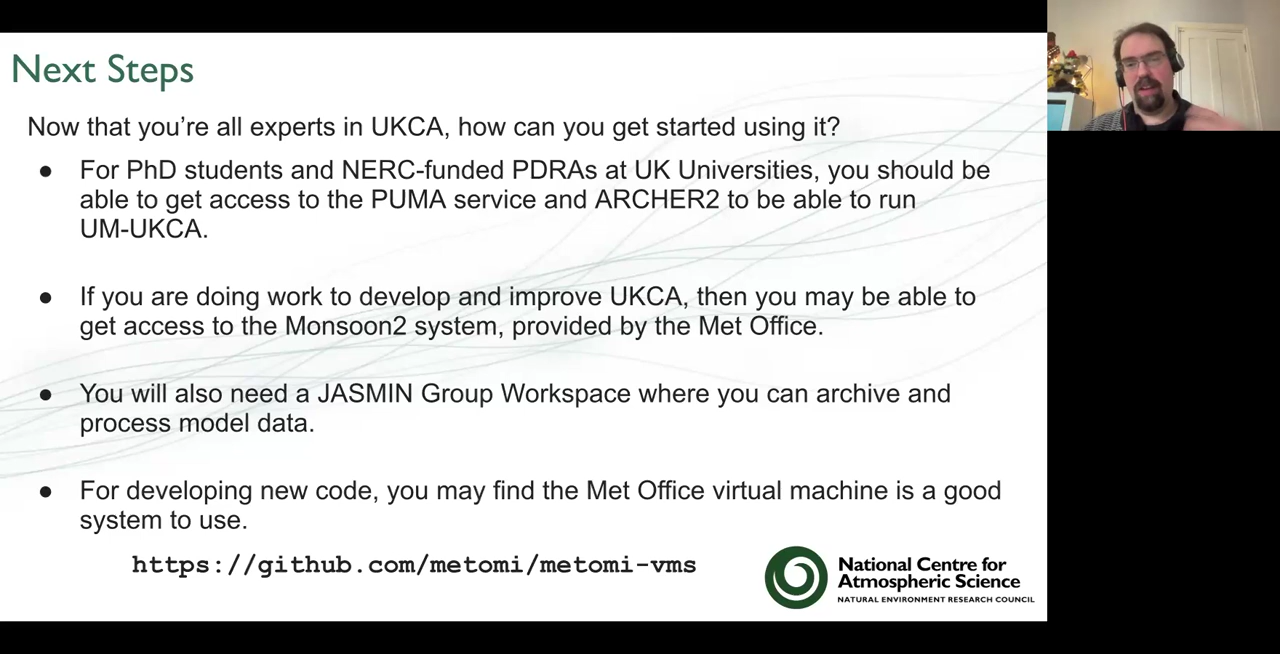 Next Steps
Now that you're all experts in UKCA, how can you get started using it?
● For PhD students and NERC-funded PDRAs at UK Universities, you should be
able to get access to the PUMA service and ARCHER2 to be able to run
UM-UKCA.
● If you are doing work to develop and improve UKCA, then you may be able to
get access to the Monsoon2 system, provided by the Met Office.
● You will also need a JASMIN Group Workspace where you can archive and
process model data.
● For developing new code, you may find the Met Office virtual machine is a good
system to use.
https://github.com/metomi/metomi-vms
National Centre for
Atmospheric Science
NATURAL ENVIRONMENT RESEARCH COUNCIL